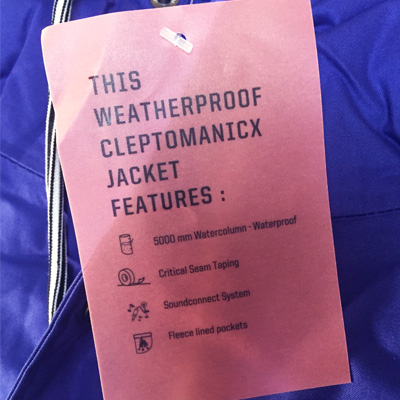 THIS
WEATHERPROOF
CLEPTOMANICX
JACKET
FEATURES :
5000 mm Watercolumn - Waterproof
Critical Seam Taping
Soundconnect System
Fleece lined pockets